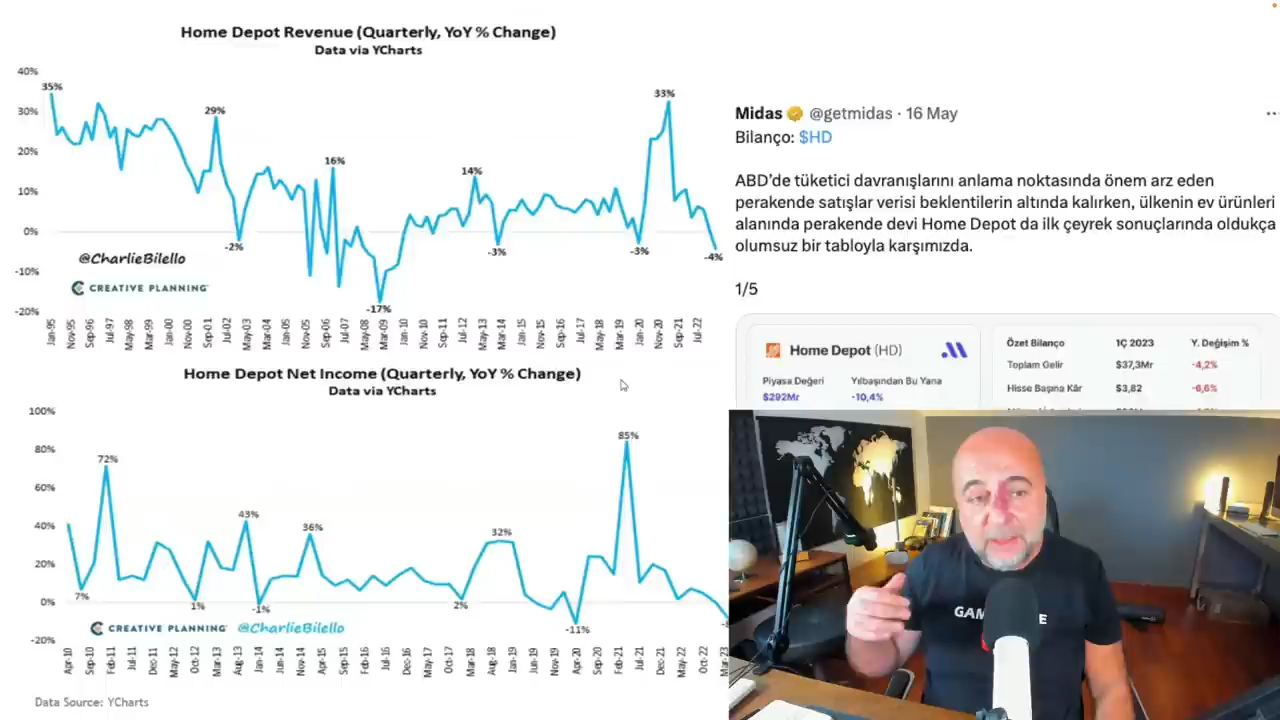 Home Depot Revenue (Quarterly, YoY % Change)
Data via YCharts
40%
35%
30%
29%
33%
20%
16%
14%
10%
0%
-2%
-3%
-3%
-4%
@CharlieBilello
-10%
CREATIVE PLANNING
-17%
-20%
Jan-95 Nov-95 Sep-96 Jul-97 May-98 Mar-99 Jan-00 Nov-00 Sep-01 Jul-02 May-03 Mar-04 Jan-05 Nov-05 Sep-06 Jul-07 May-08 Mar-09 Jan-10 Nov-10 Sep-11 Jul-12 May-13 Mar-14 Jan-15 Nov-15 Sep-16 Jul-17 May-18 Mar-19 Jan-20 Nov-20 Sep-21 Jul-22
Home Depot Net Income (Quarterly, YoY % Change)
Data via YCharts
100%
85%
80%
72%
60%
43%
40%
36%
32%
20%
7%
1%
-1%
2%
0%
-11%
CREATIVE PLANNING @CharlieBilello
-20%
Apr-10 Sep-10 Feb-11 Jul-11 Dec-11 May-12 Oct-12 Mar-13 Aug-13 Jan-14 Jun-14 Nov-14 Apr-15 Sep-15 Feb-16 Jul-16 Dec-16 May-17 Oct-17 Mar-18 Aug-18 Jan-19 Jun-19 Nov-19 Apr-20 Sep-20 Feb-21 Jul-21 Dec-21 May-22 Oct-22 Mar-23
Data Source: YCharts
Midas @getmidas · 16 May
Bilanço: $HD
ABD'de tüketici davranışlarını anlama noktasında önem arz eden
perakende satışlar verisi beklentilerin altında kalırken, ülkenin ev ürünleri
alanında perakende devi Home Depot da ilk çeyrek sonuçlarında oldukça
olumsuz bir tabloyla karşımızda.
1/5
Home Depot (HD)
Piyasa Değeri Yılbaşından Bu Yana
$292Mr -10,4%
Özet Bilanço 1Ç 2023 Y. Değişim %
Toplam Gelir $37,3Mr -4,2%
Hisse Başına Kâr $3,82 -6,6%